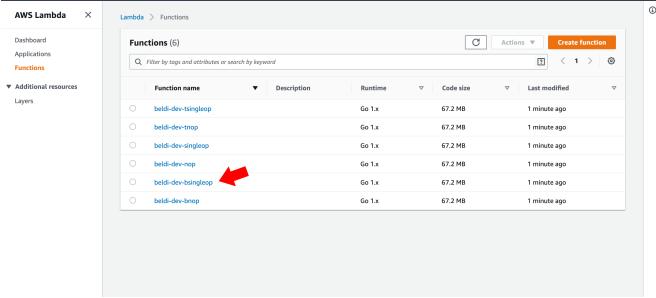 AWS Lambda ×
Lambda > Functions
Dashboard
Applications
Functions
Additional resources
Layers
Functions (6)
Actions
Create function
Filter by tags and attributes or search by keyword
1
Function name Description Runtime Code size Last modified
beldi-dev-tsingleop Go 1.x 67.2 MB 1 minute ago
beldi-dev-tnop Go 1.x 67.2 MB 1 minute ago
beldi-dev-singleop Go 1.x 67.2 MB 1 minute ago
beldi-dev-nop Go 1.x 67.2 MB 1 minute ago
beldi-dev-bsingleop Go 1.x 67.2 MB 1 minute ago
beldi-dev-bnop Go 1.x 67.2 MB 1 minute ago